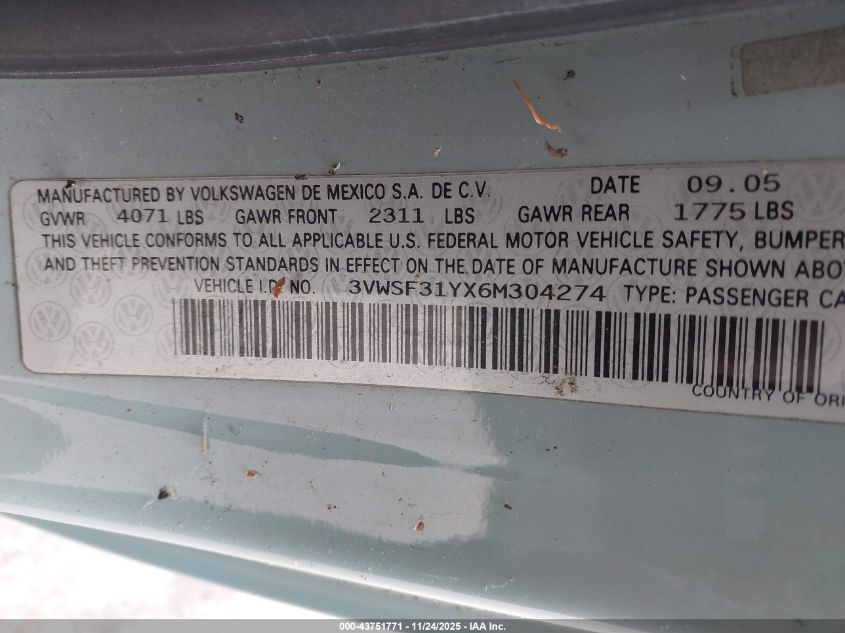 MANUFACTURED BY VOLKSWAGEN DE MEXICO S.A. DE C.V. DATE 09.05
GVWR 4071 LBS GAWR FRONT 2311 LBS GAWR REAR 1775 LBS
THIS VEHICLE CONFORMS TO ALL APPLICABLE U.S. FEDERAL MOTOR VEHICLE SAFETY, BUMPER
AND THEFT PREVENTION STANDARDS IN EFFECT ON THE DATE OF MANUFACTURE SHOWN ABO
VEHICLE I.D. NO. 3VWSF31YX6M304274 TYPE: PASSENGER CA
COUNTRY OF ORI
000-43751771 - 11/24/2025 - IAA Inc.